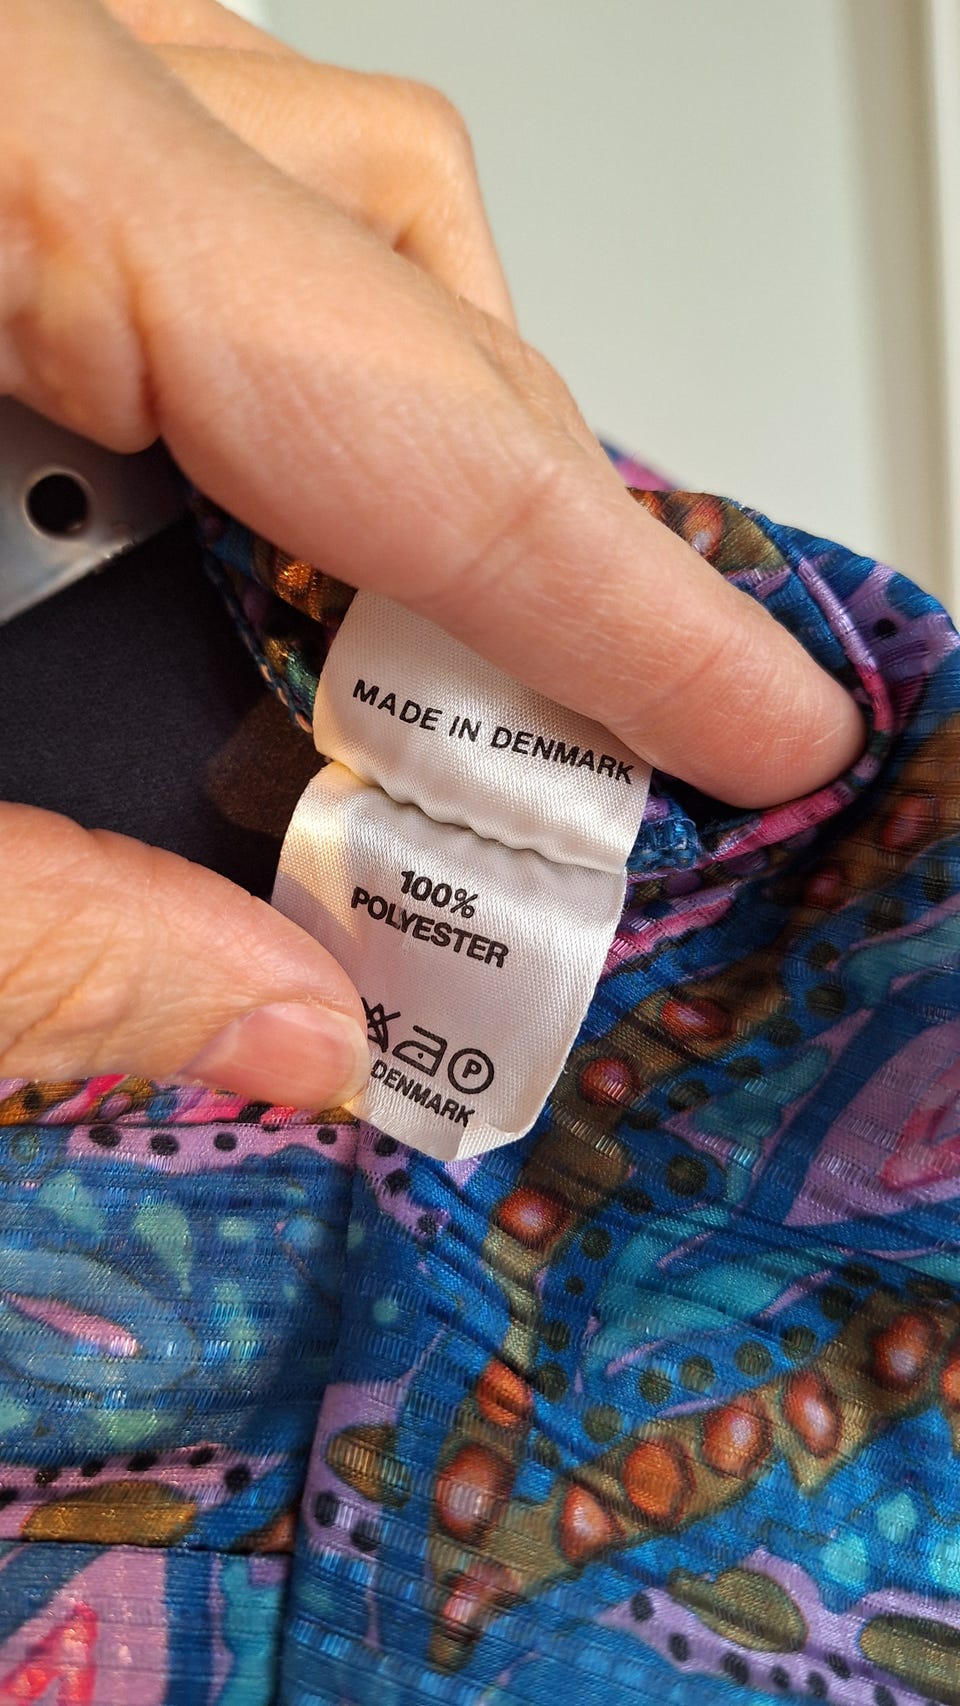 MADE IN DENMARK
100%
POLYESTER
P
DENMARK